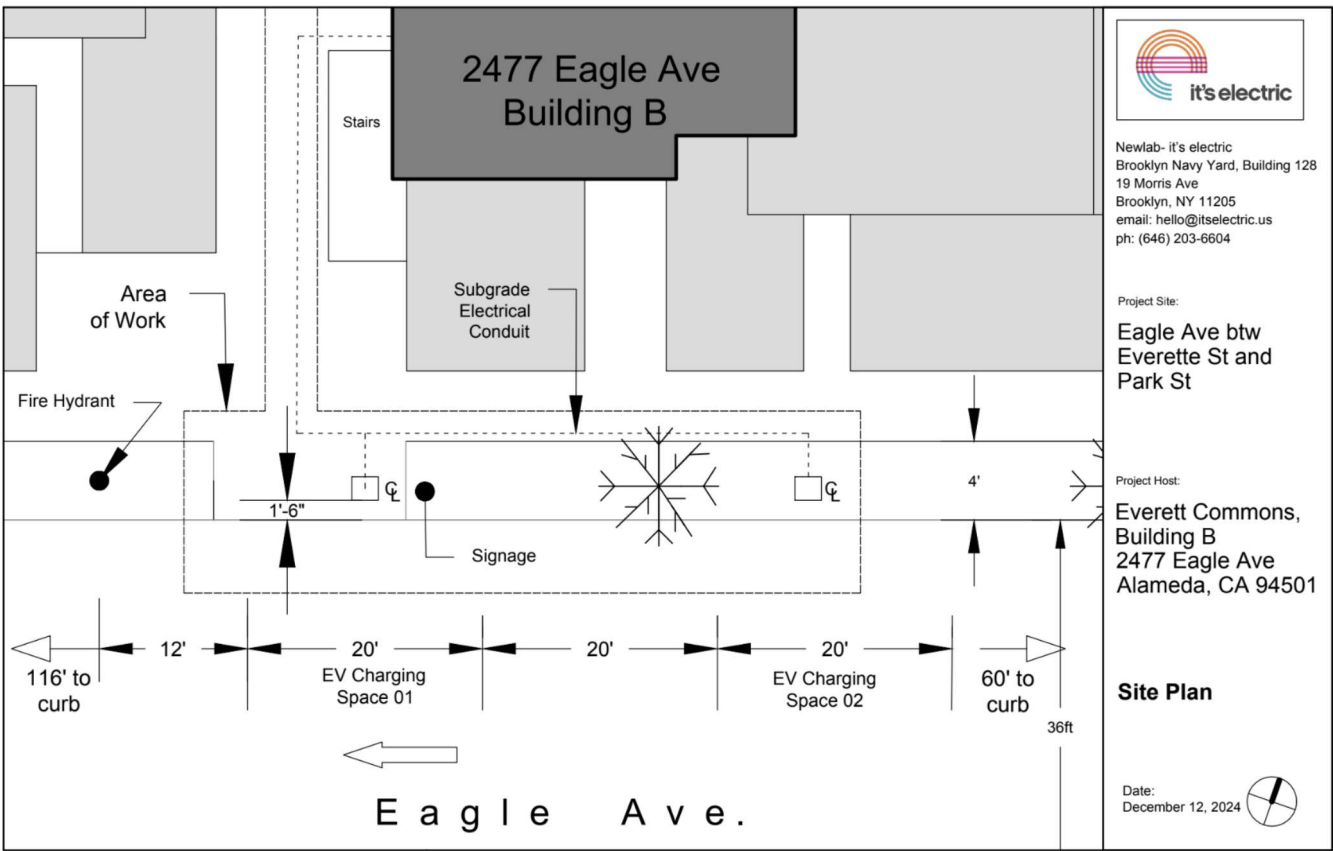 2477 Eagle Ave
Building B
Stairs
Area
of Work
Subgrade
Electrical
Conduit
Fire Hydrant
1'-6"
℄
℄
4'
Signage
12'
20'
20'
20'
116' to
curb
EV Charging
Space 01
EV Charging
Space 02
60' to
curb
36ft
Eagle Ave.
it's electric
Newlab- it's electric
Brooklyn Navy Yard, Building 128
19 Morris Ave
Brooklyn, NY 11205
email: hello@itselectric.us
ph: (646) 203-6604
Project Site:
Eagle Ave btw
Everette St and
Park St
Project Host:
Everett Commons,
Building B
2477 Eagle Ave
Alameda, CA 94501
Site Plan
Date:
December 12, 2024